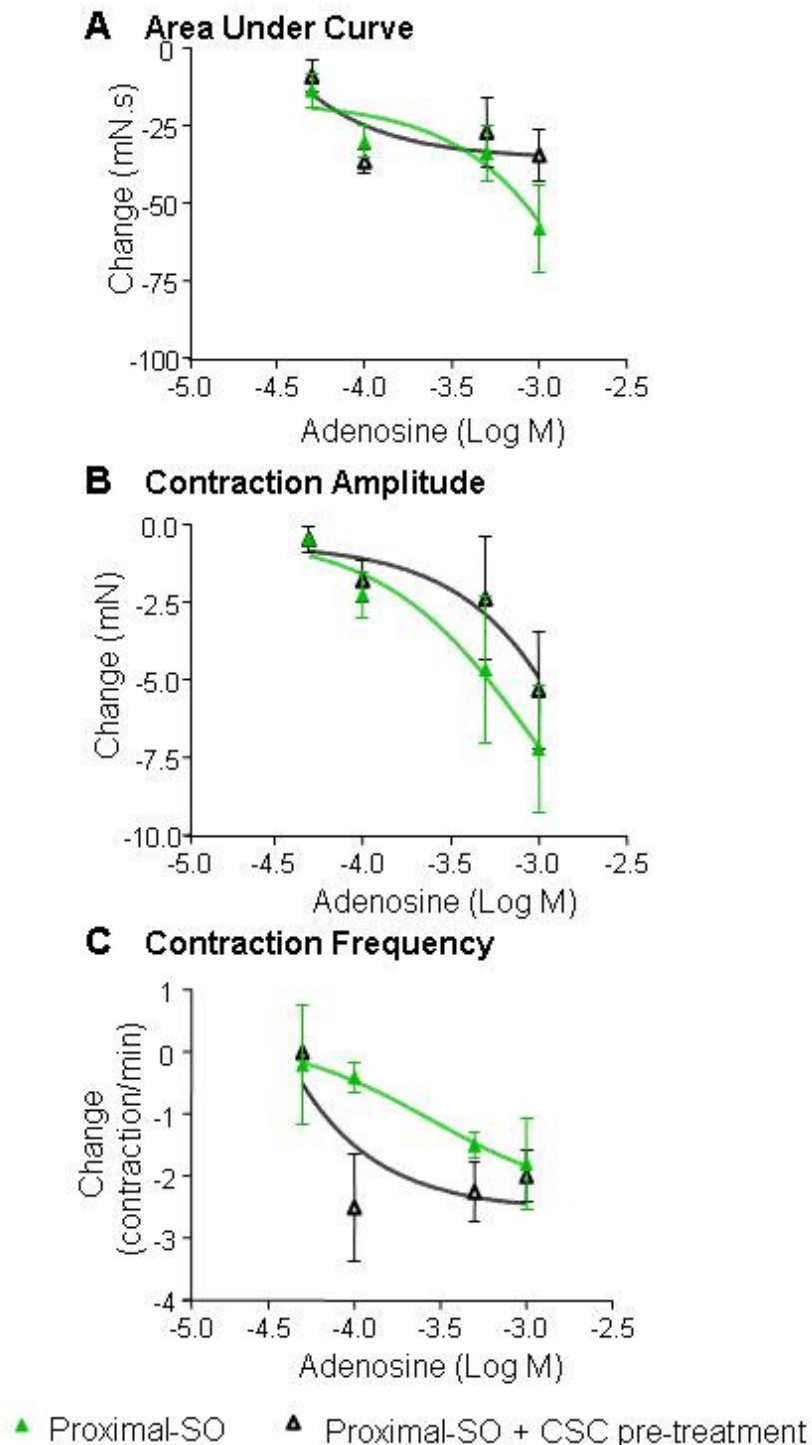 A Area Under Curve
0
-25
-50
-75
-100
Change (mN.s)
-5.0 -4.5 -4.0 -3.5 -3.0 -2.5
Adenosine (Log M)
B Contraction Amplitude
0.0
-2.5
-5.0
-7.5
-10.0
Change (mN)
-5.0 -4.5 -4.0 -3.5 -3.0 -2.5
Adenosine (Log M)
C Contraction Frequency
1
0
-1
-2
-3
-4
Change
(contraction/min)
-5.0 -4.5 -4.0 -3.5 -3.0 -2.5
Adenosine (Log M)
Proximal-SO Proximal-SO + CSC pre-treatment